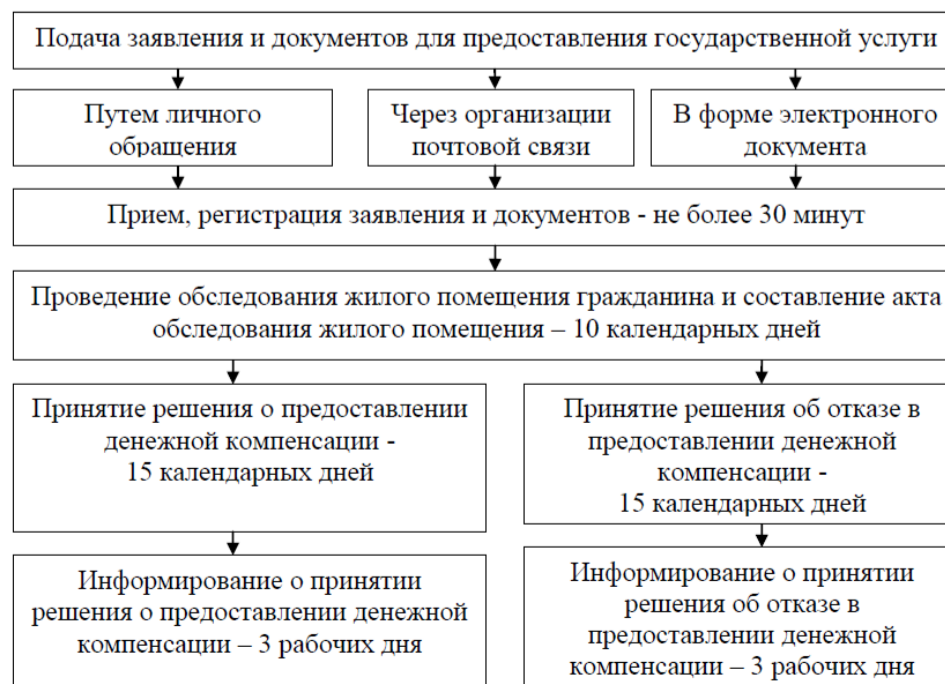 Подача заявления и документов для предоставления государственной услуги
Путем личного
обращения
Через организации
почтовой связи
В форме электронного
документа
Прием, регистрация заявления и документов - не более 30 минут
Проведение обследования жилого помещения гражданина и составление акта
обследования жилого помещения – 10 календарных дней
Принятие решения о предоставлении
денежной компенсации -
15 календарных дней
Принятие решения об отказе в
предоставлении денежной
компенсации -
15 календарных дней
Информирование о принятии
решения о предоставлении денежной
компенсации – 3 рабочих дня
Информирование о принятии
решения об отказе в
предоставлении денежной
компенсации – 3 рабочих дня